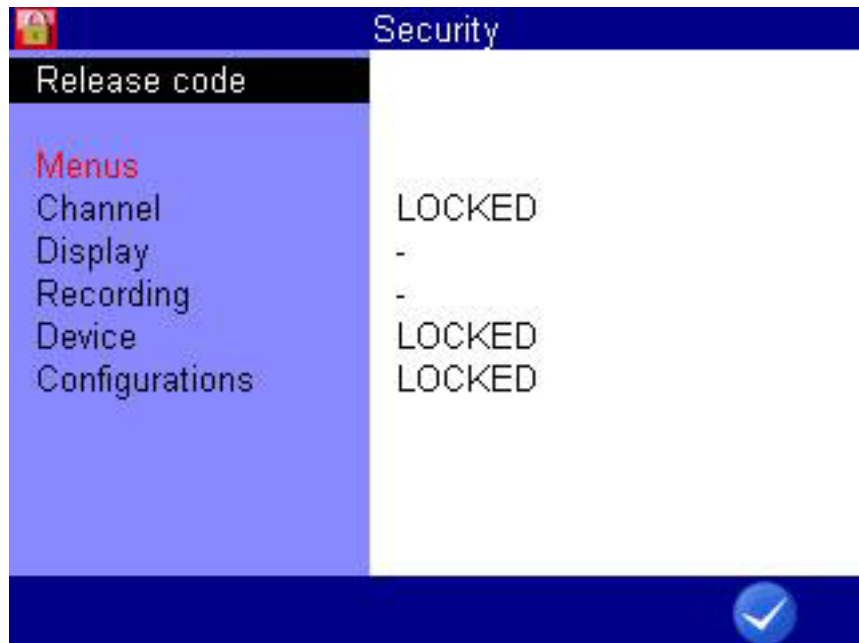 Security
Release code
Menus
Channel LOCKED
Display -
Recording -
Device LOCKED
Configurations LOCKED